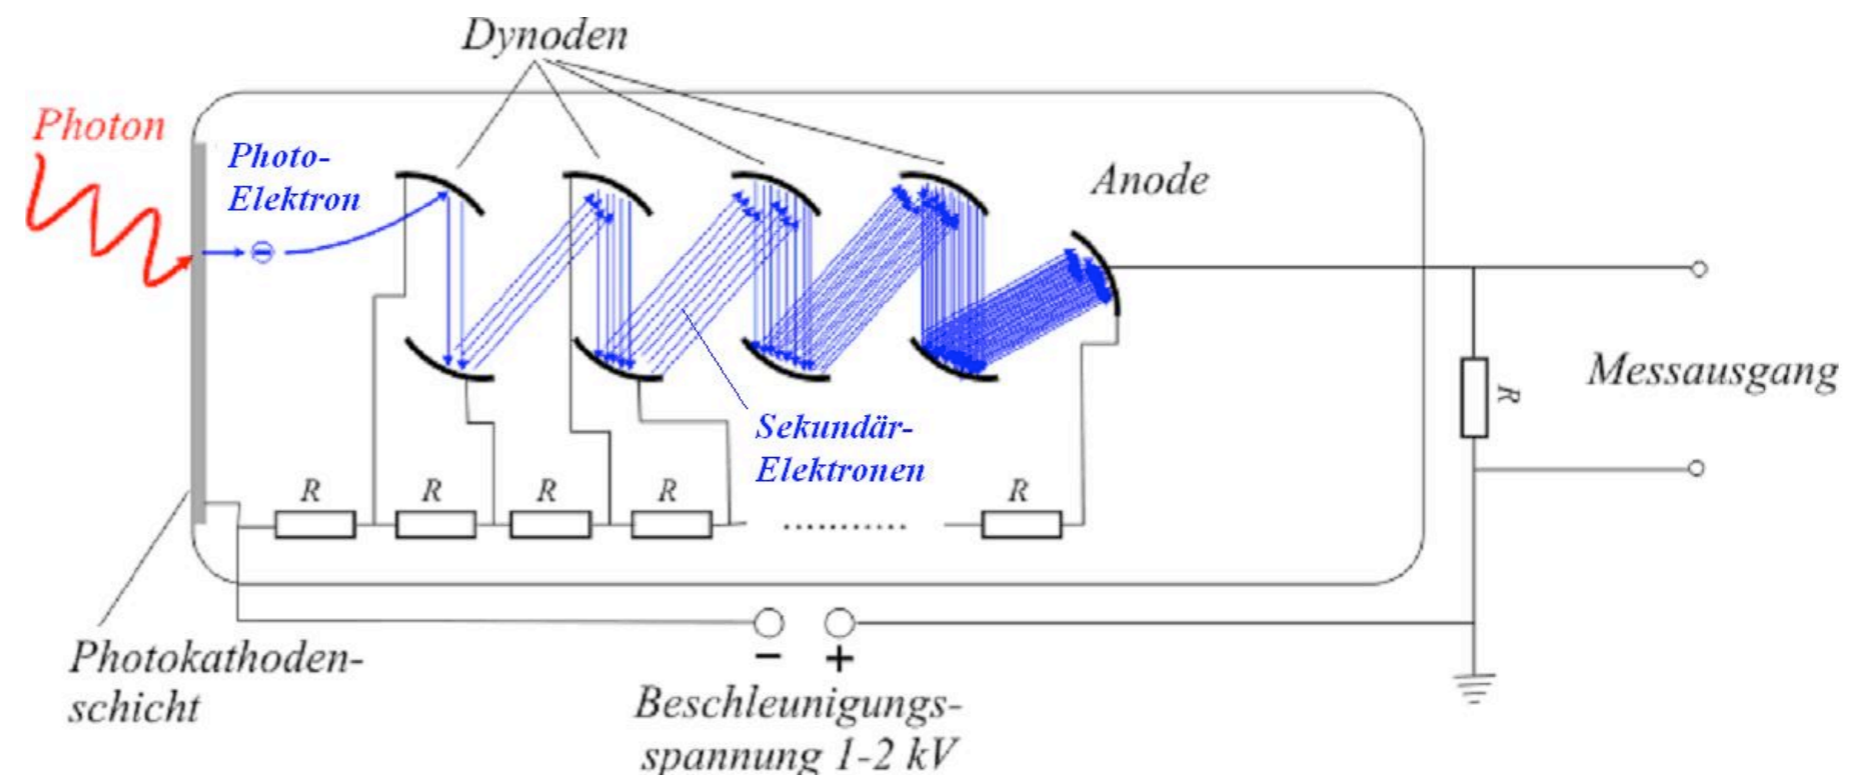 Dynoden
Photon
Photo-
Elektron
Anode
Messausgang
R
Sekundär-
Elektronen
R
R
R
R
R
Photokathoden-
schicht
− +
Beschleunigungs-
spannung 1-2 kV